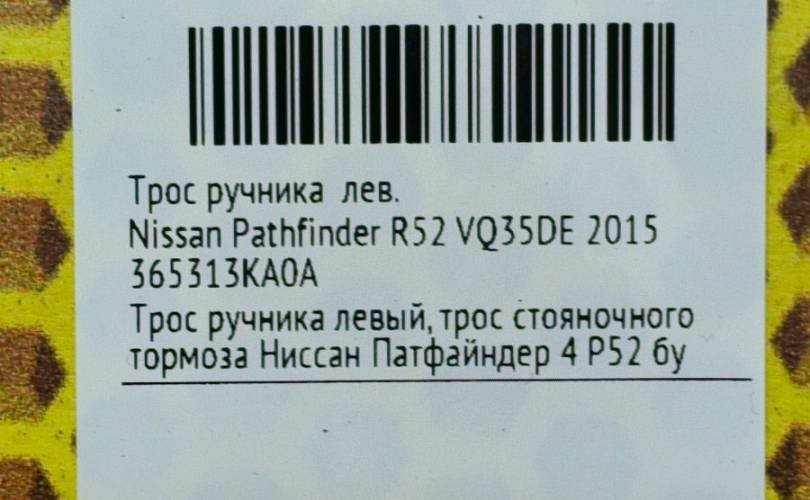 Трос ручника лев.
Nissan Pathfinder R52 VQ35DE 2015
365313KA0A
Трос ручника левый, трос стояночного
тормоза Ниссан Патфайндер 4 Р52 бу